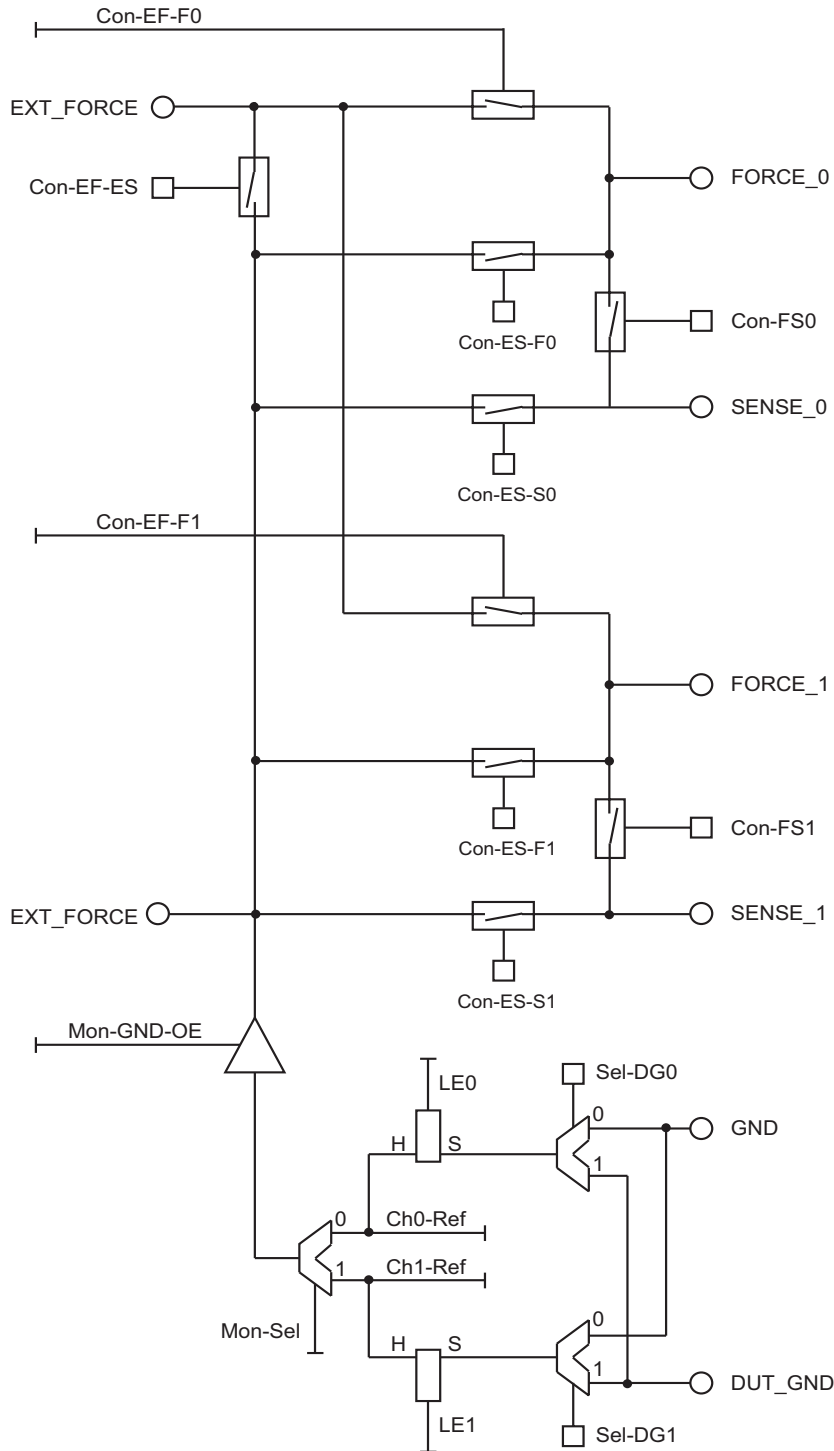 Con-EF-F0
EXT_FORCE
Con-EF-ES
FORCE_0
Con-ES-F0
Con-FS0
SENSE_0
Con-ES-S0
Con-EF-F1
FORCE_1
Con-ES-F1
Con-FS1
EXT_FORCE
SENSE_1
Con-ES-S1
Mon-GND-OE
LE0
Sel-DG0
0
GND
H
S
1
0
Ch0-Ref
1
Ch1-Ref
Mon-Sel
0
H
S
1
DUT_GND
LE1
Sel-DG1